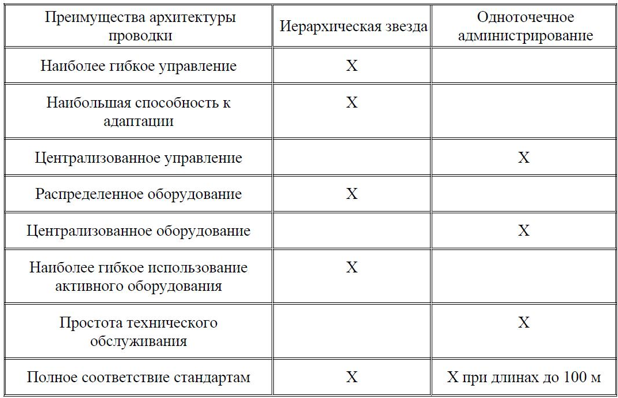 Преимущества архитектуры
проводки
Иерархическая звезда
Одноточечное
администрирование
Наиболее гибкое управление
X
Наибольшая способность к
адаптации
X
Централизованное управление
X
Распределенное оборудование
X
Централизованное оборудование
X
Наиболее гибкое использование
активного оборудования
X
Простота технического
обслуживания
X
Полное соответствие стандартам
X
X при длинах до 100 м